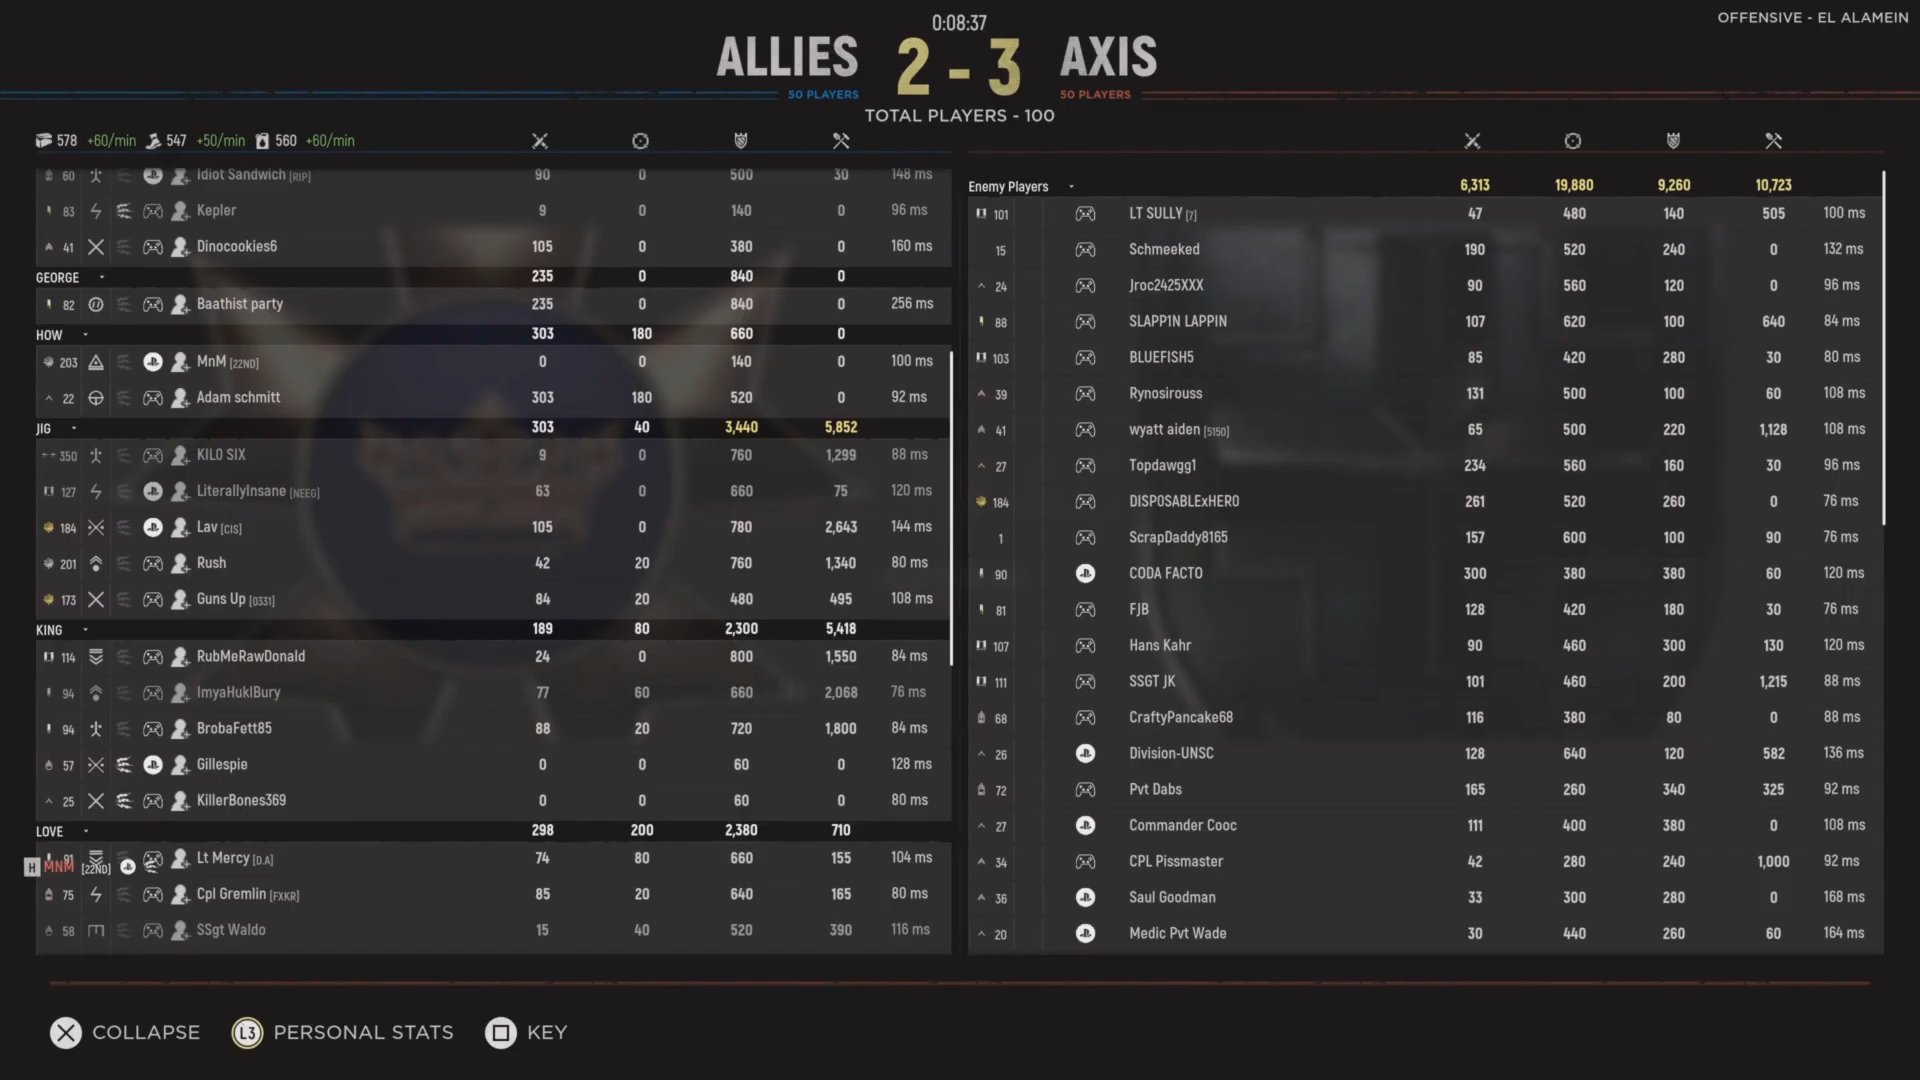 OFFENSIVE - EL ALAMEIN
0:08:37
ALLIES 2 - 3 AXIS
50 PLAYERS 50 PLAYERS
TOTAL PLAYERS - 100
578 +60/min 547 +50/min 560 +60/min
60 Idiot Sandwich [RIP] 90 0 500 30 148 ms
83 Kepler 9 0 140 0 96 ms
41 Dinocookies6 105 0 380 0 160 ms
GEORGE 235 0 840 0
82 Baathist party 235 0 840 0 256 ms
HOW 303 180 660 0
203 MnM [22ND] 0 0 140 0 100 ms
22 Adam schmitt 303 180 520 0 92 ms
JIG 303 40 3,440 5,852
350 KILO SIX 9 0 760 1,299 88 ms
127 LiterallyInsane [NEEG] 63 0 660 75 120 ms
184 Lav [CIS] 105 0 780 2,643 144 ms
201 Rush 42 20 760 1,340 80 ms
173 Guns Up [0331] 84 20 480 495 108 ms
KING 189 80 2,300 5,418
114 RubMeRawDonald 24 0 800 1,550 84 ms
94 ImyaHuklBury 77 60 660 2,068 76 ms
94 BrobaFett85 88 20 720 1,800 84 ms
57 Gillespie 0 0 60 0 128 ms
25 KillerBones369 0 0 60 0 80 ms
LOVE 298 200 2,380 710
91 Lt Mercy [D.A] 74 80 660 155 104 ms
H MNM [22ND]
75 Cpl Gremlin [FXKR] 85 20 640 165 80 ms
58 SSgt Waldo 15 40 520 390 116 ms
Enemy Players 6,313 19,880 9,260 10,723
101 LT SULLY [7] 47 480 140 505 100 ms
15 Schmeeked 190 520 240 0 132 ms
24 Jroc2425XXX 90 560 120 0 96 ms
88 SLAPP1N LAPPIN 107 620 100 640 84 ms
103 BLUEFISH5 85 420 280 30 80 ms
39 Rynosirouss 131 500 100 60 108 ms
41 wyatt aiden [5150] 65 500 220 1,128 108 ms
27 Topdawgg1 234 560 160 30 96 ms
184 DISPOSABLExHERO 261 520 260 0 76 ms
1 ScrapDaddy8165 157 600 100 90 76 ms
90 CODA FACTO 300 380 380 60 120 ms
81 FJB 128 420 180 30 76 ms
107 Hans Kahr 90 460 300 130 120 ms
111 SSGT JK 101 460 200 1,215 88 ms
68 CraftyPancake68 116 380 80 0 88 ms
26 Division-UNSC 128 640 120 582 136 ms
72 Pvt Dabs 165 260 340 325 92 ms
27 Commander Cooc 111 400 380 0 108 ms
34 CPL Pissmaster 42 280 240 1,000 92 ms
36 Saul Goodman 33 300 280 0 168 ms
20 Medic Pvt Wade 30 440 260 60 164 ms
COLLAPSE L3 PERSONAL STATS KEY